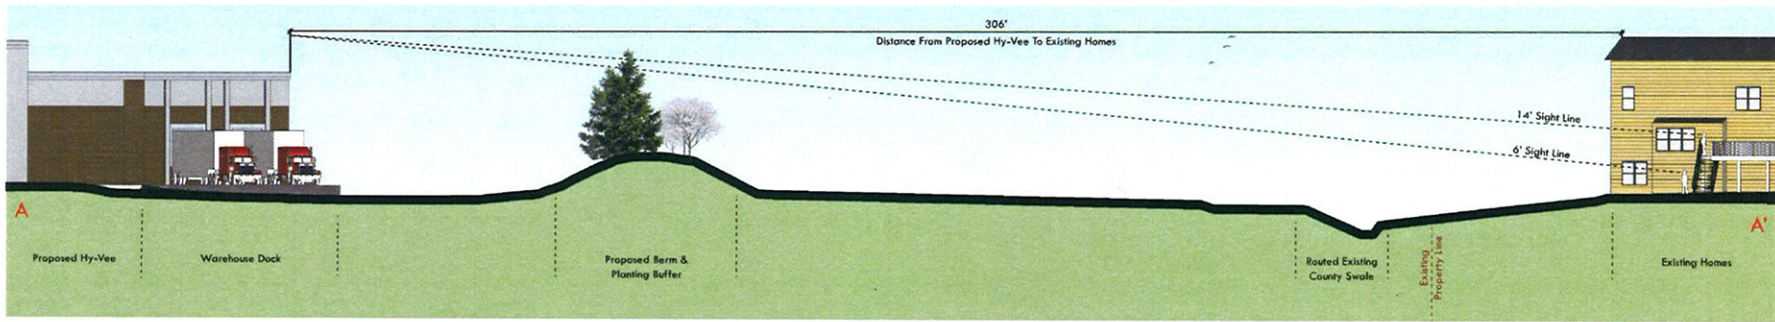 306'
Distance From Proposed Hy-Vee To Existing Homes
14' Sight Line
6' Sight Line
A
A'
Proposed Hy-Vee
Warehouse Dock
Proposed Berm &
Planting Buffer
Routed Existing
County Swale
Existing
Property Line
Existing Homes